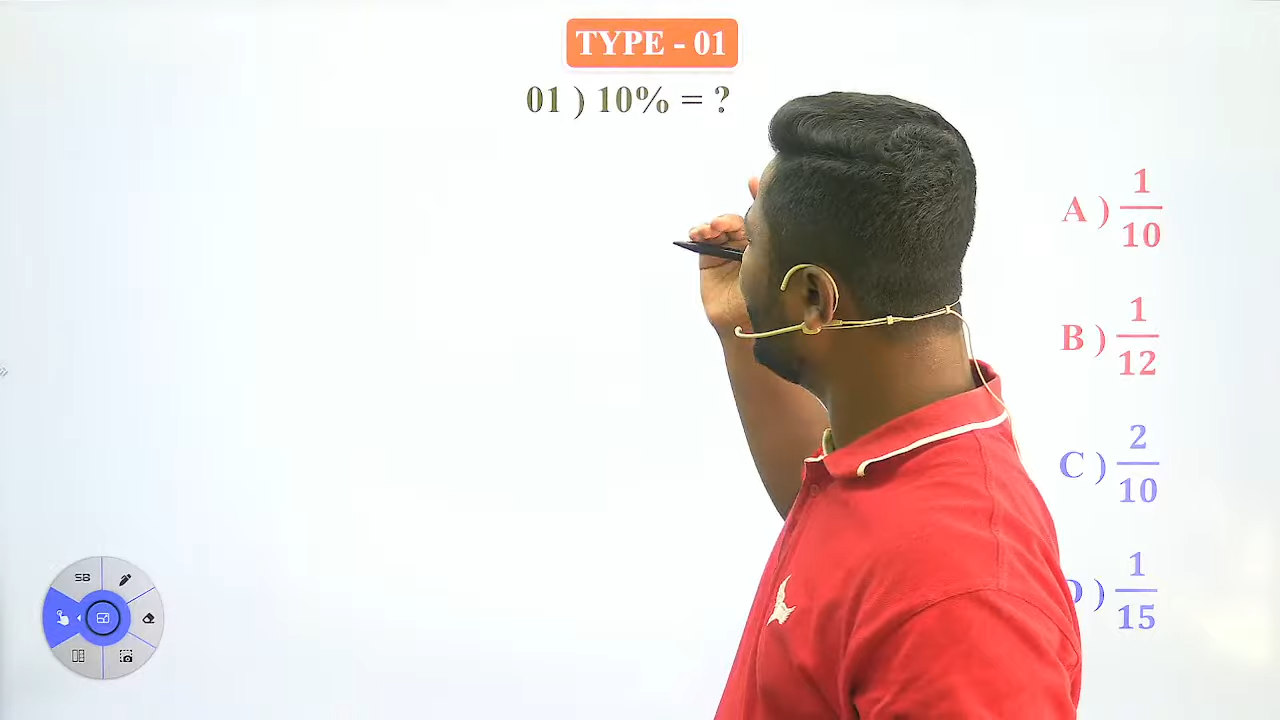 TYPE - 01
01 ) 10% = ?
A ) 1/10
B ) 1/12
C ) 2/10
D ) 1/15
SB